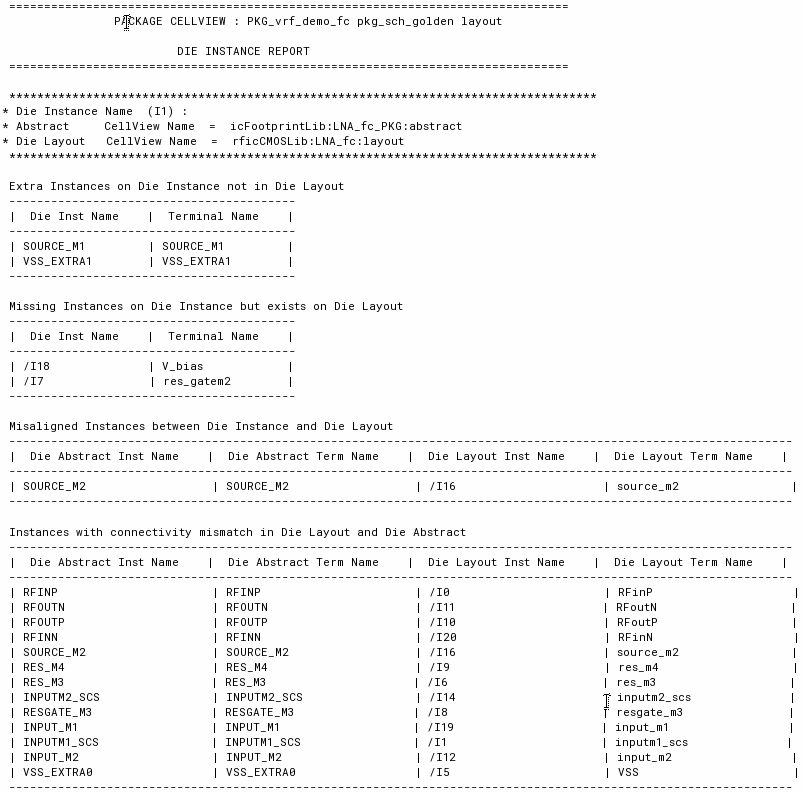 ================================================================================
PACKAGE CELLVIEW : PKG_vrf_demo_fc pkg_sch_golden layout
DIE INSTANCE REPORT
================================================================================
************************************************************************************
* Die Instance Name (I1) :
* Abstract CellView Name = icFootprintLib:LNA_fc_PKG:abstract
* Die Layout CellView Name = rficCMOSLib:LNA_fc:layout
************************************************************************************
Extra Instances on Die Instance not in Die Layout
-----------------------------------------
| Die Inst Name | Terminal Name |
-----------------------------------------
| SOURCE_M1 | SOURCE_M1 |
| VSS_EXTRA1 | VSS_EXTRA1 |
-----------------------------------------
Missing Instances on Die Instance but exists on Die Layout
-----------------------------------------
| Die Inst Name | Terminal Name |
-----------------------------------------
| /I18 | V_bias |
| /I7 | res_gatem2 |
-----------------------------------------
Misaligned Instances between Die Instance and Die Layout
----------------------------------------------------------------------------------------------------------------
| Die Abstract Inst Name | Die Abstract Term Name | Die Layout Inst Name | Die Layout Term Name |
----------------------------------------------------------------------------------------------------------------
| SOURCE_M2 | SOURCE_M2 | /I16 | source_m2 |
----------------------------------------------------------------------------------------------------------------
Instances with connectivity mismatch in Die Layout and Die Abstract
----------------------------------------------------------------------------------------------------------------
| Die Abstract Inst Name | Die Abstract Term Name | Die Layout Inst Name | Die Layout Term Name |
----------------------------------------------------------------------------------------------------------------
| RFINP | RFINP | /I0 | RFinP |
| RFOUTN | RFOUTN | /I11 | RFoutN |
| RFOUTP | RFOUTP | /I10 | RFoutP |
| RFINN | RFINN | /I20 | RFinN |
| SOURCE_M2 | SOURCE_M2 | /I16 | source_m2 |
| RES_M4 | RES_M4 | /I9 | res_m4 |
| RES_M3 | RES_M3 | /I6 | res_m3 |
| INPUTM2_SCS | INPUTM2_SCS | /I14 | inputm2_scs |
| RESGATE_M3 | RESGATE_M3 | /I8 | resgate_m3 |
| INPUT_M1 | INPUT_M1 | /I19 | input_m1 |
| INPUTM1_SCS | INPUTM1_SCS | /I1 | inputm1_scs |
| INPUT_M2 | INPUT_M2 | /I12 | input_m2 |
| VSS_EXTRA0 | VSS_EXTRA0 | /I5 | VSS |
----------------------------------------------------------------------------------------------------------------